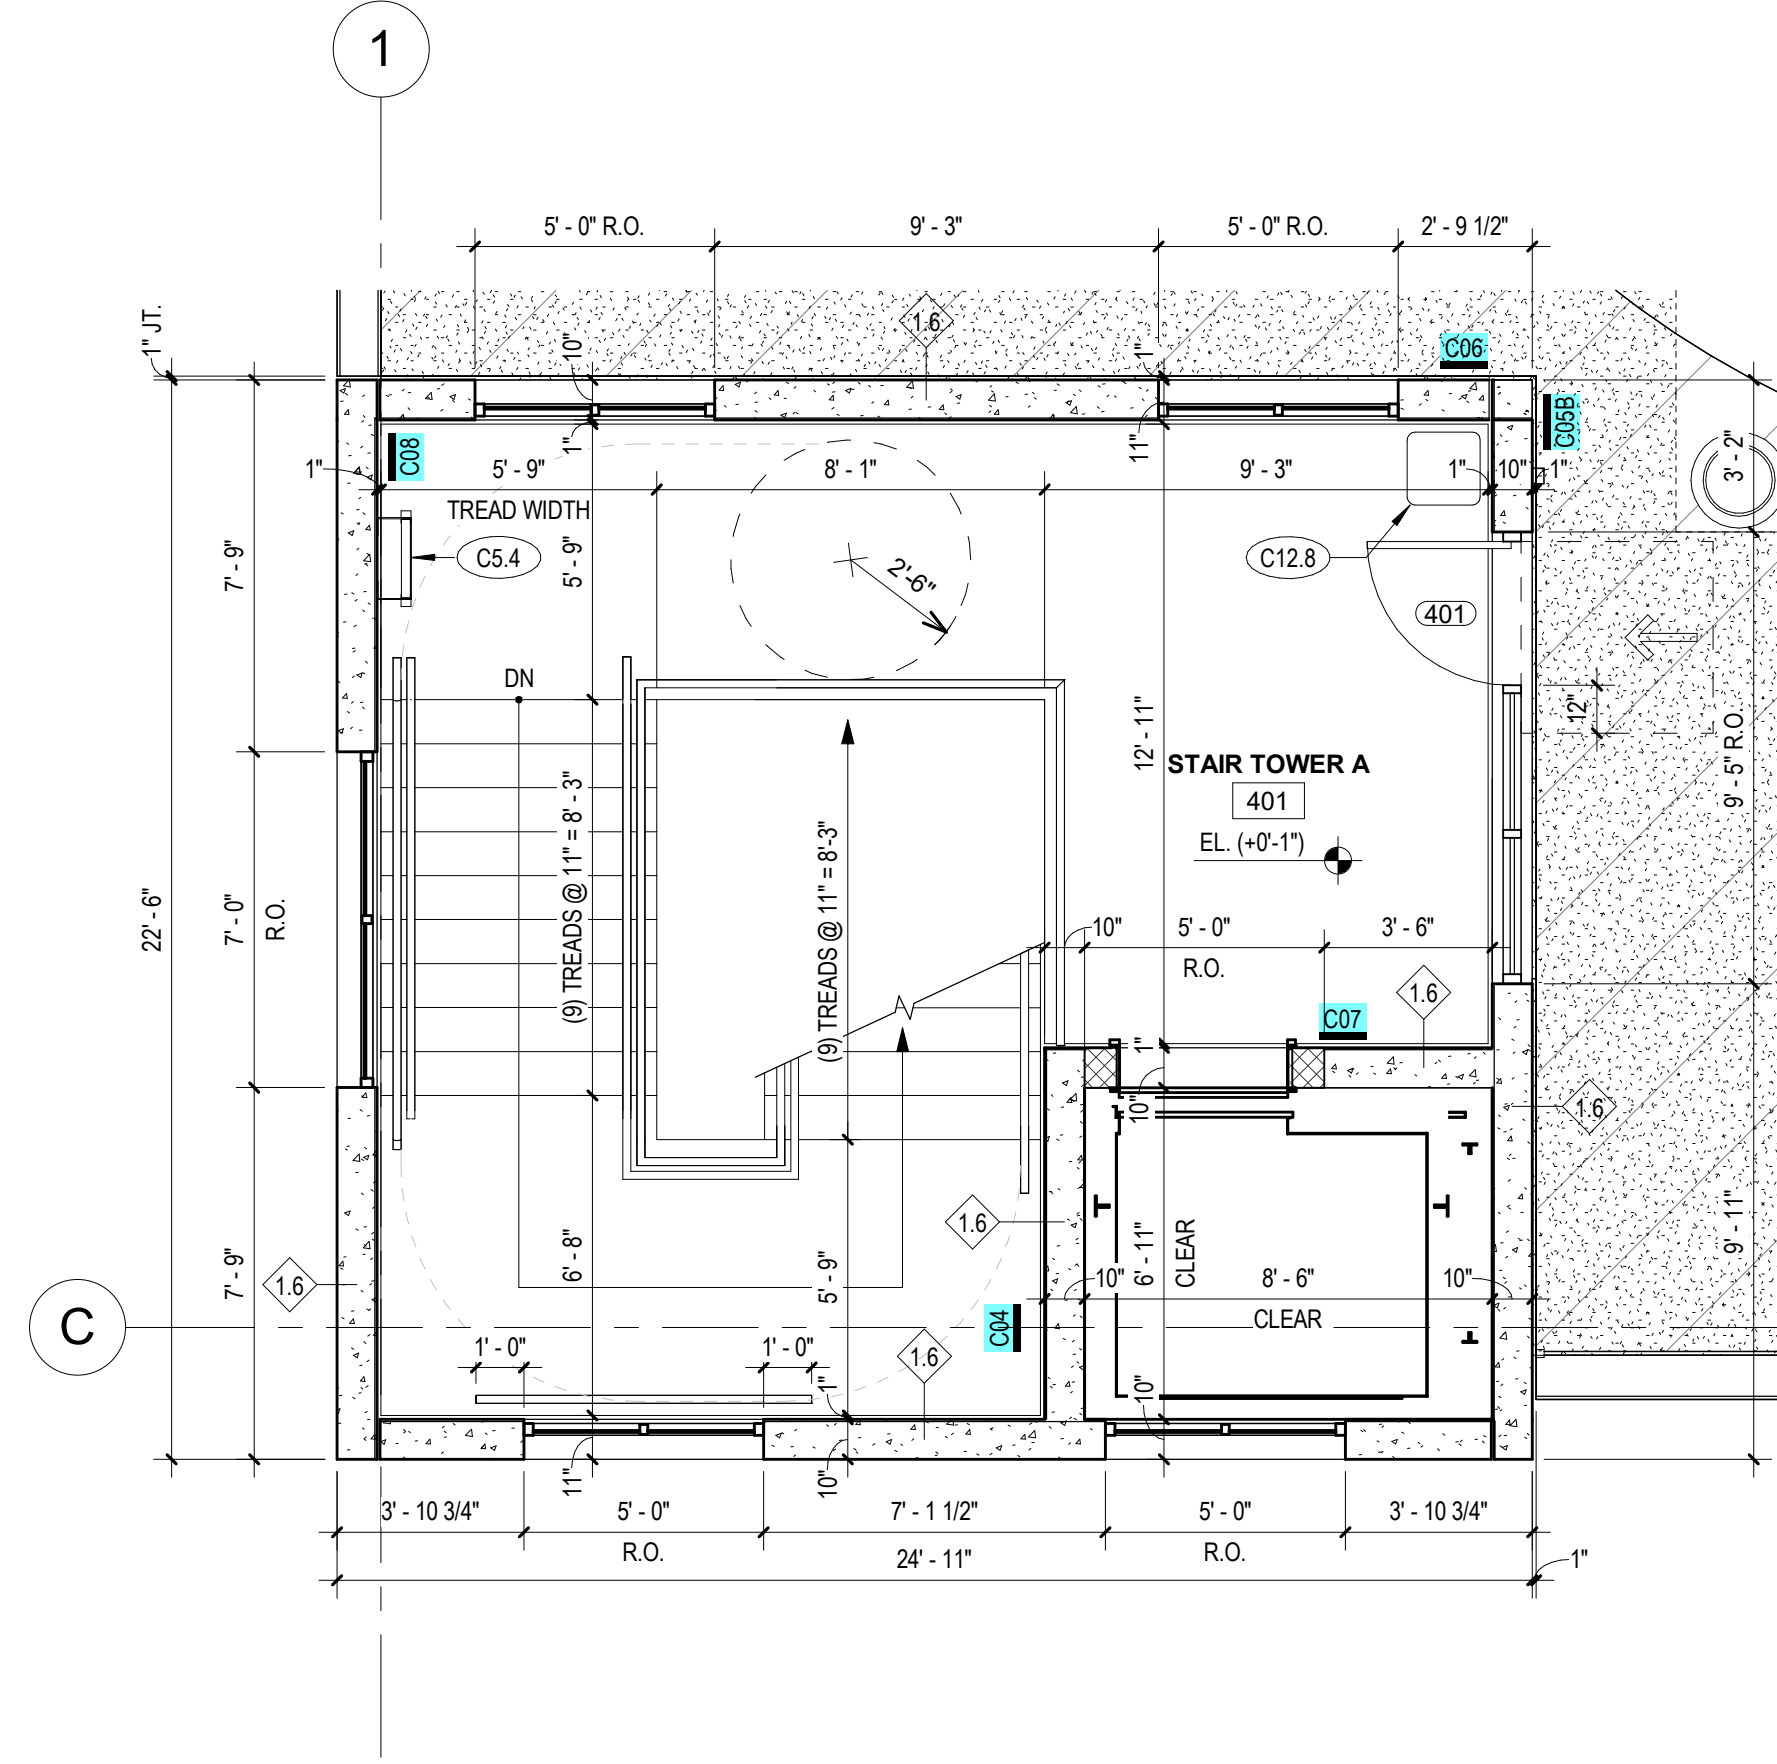 1
5' - 0" R.O.
9' - 3"
5' - 0" R.O.
2' - 9 1/2"
1" JT.
10"
1.6
1"
C06
C05B
1"
11"
C08
1"
5' - 9"
8' - 1"
9' - 3"
1"
10"
1"
3' - 2"
TREAD WIDTH
C5.4
5' - 9"
2'-6"
C12.8
401
7' - 9"
DN
12' - 11"
12"
STAIR TOWER A
401
EL. (+0'-1")
9' - 5" R.O.
(9) TREADS @ 11" = 8' - 3"
(9) TREADS @ 11" = 8'-3"
22' - 6"
7' - 0"
R.O.
10"
5' - 0"
3' - 6"
R.O.
1.6
C07
1"
10"
1.6
1.6
7' - 9"
1.6
6' - 8"
5' - 9"
10"
6' - 11"
CLEAR
8' - 6"
CLEAR
10"
9' - 11"
C
C04
1' - 0"
1' - 0"
1.6
1"
10"
11"
10"
3' - 10 3/4"
5' - 0"
7' - 1 1/2"
5' - 0"
3' - 10 3/4"
R.O.
24' - 11"
R.O.
1"